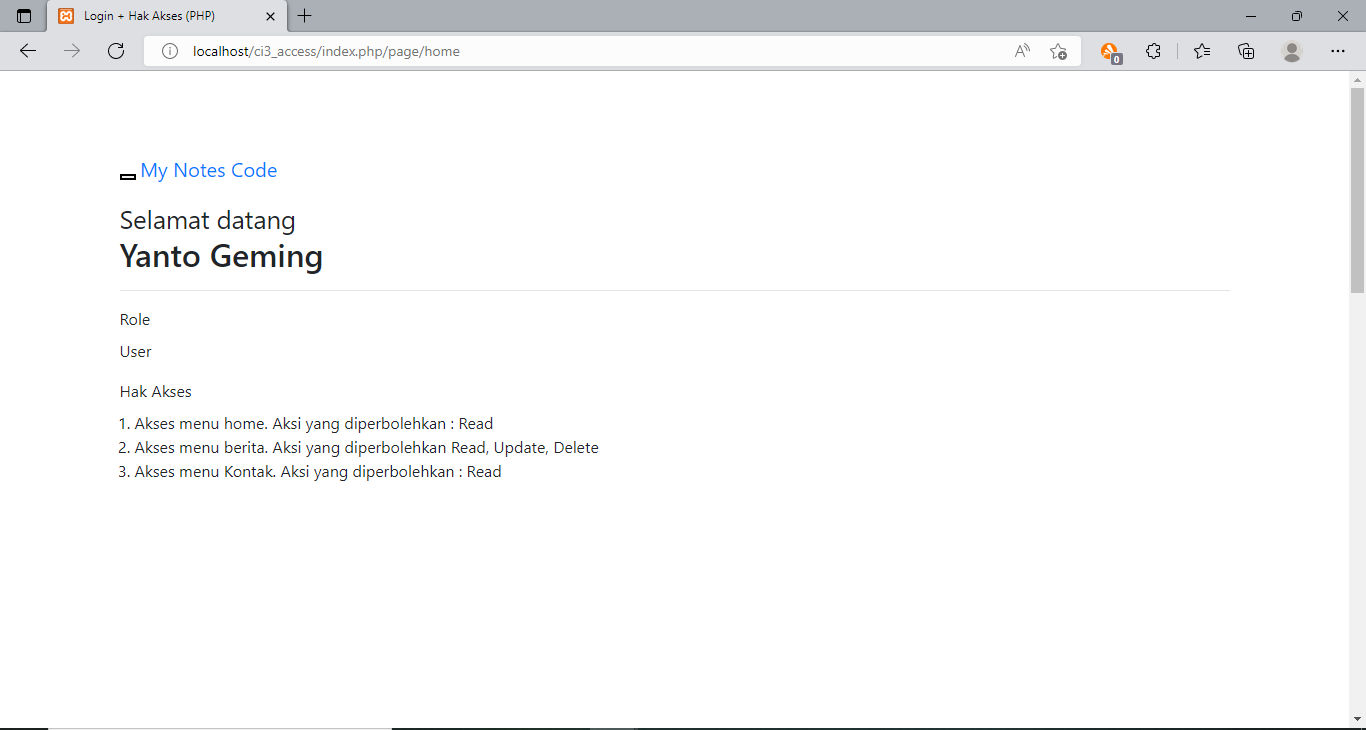 Login + Hak Akses (PHP)
localhost/ci3_access/index.php/page/home
0
My Notes Code
Selamat datang
Yanto Geming
Role
User
Hak Akses
1. Akses menu home. Aksi yang diperbolehkan : Read
2. Akses menu berita. Aksi yang diperbolehkan Read, Update, Delete
3. Akses menu Kontak. Aksi yang diperbolehkan : Read